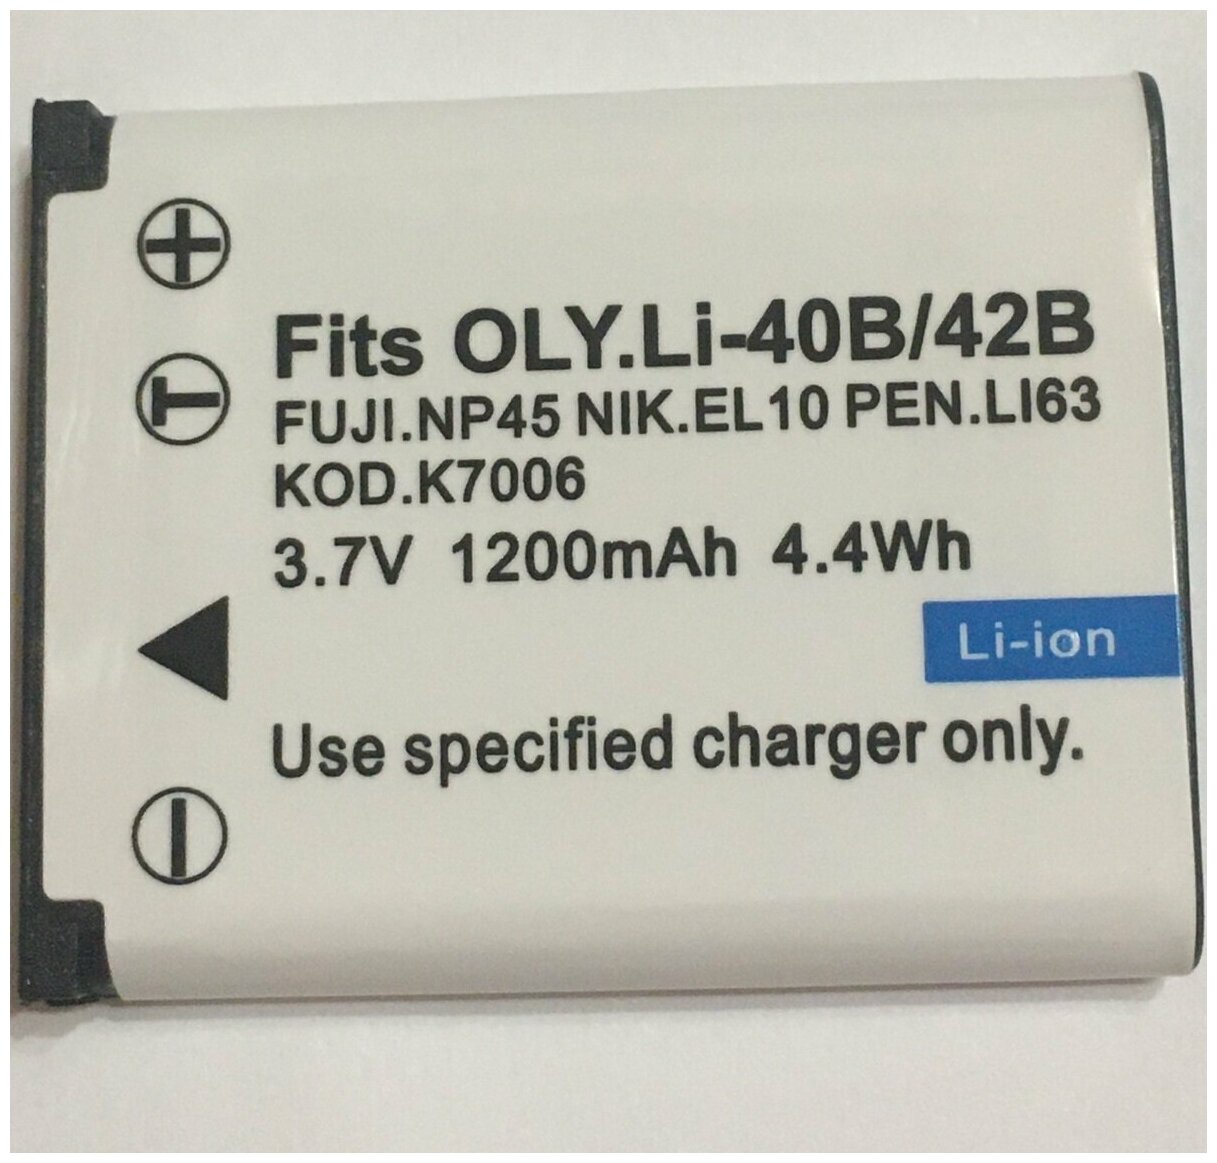 Fits OLY.Li-40B/42B
FUJI.NP45 NIK.EL10 PEN.LI63
KOD.K7006
3.7V 1200mAh 4.4Wh
Li-ion
Use specified charger only.